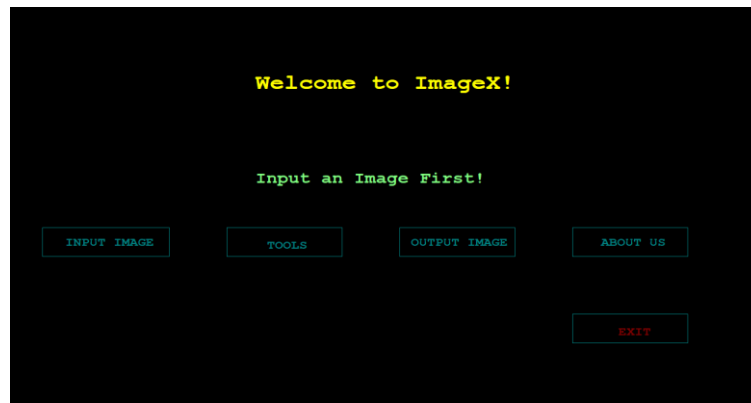 Welcome to ImageX!
Input an Image First!
INPUT IMAGE
TOOLS
OUTPUT IMAGE
ABOUT US
EXIT